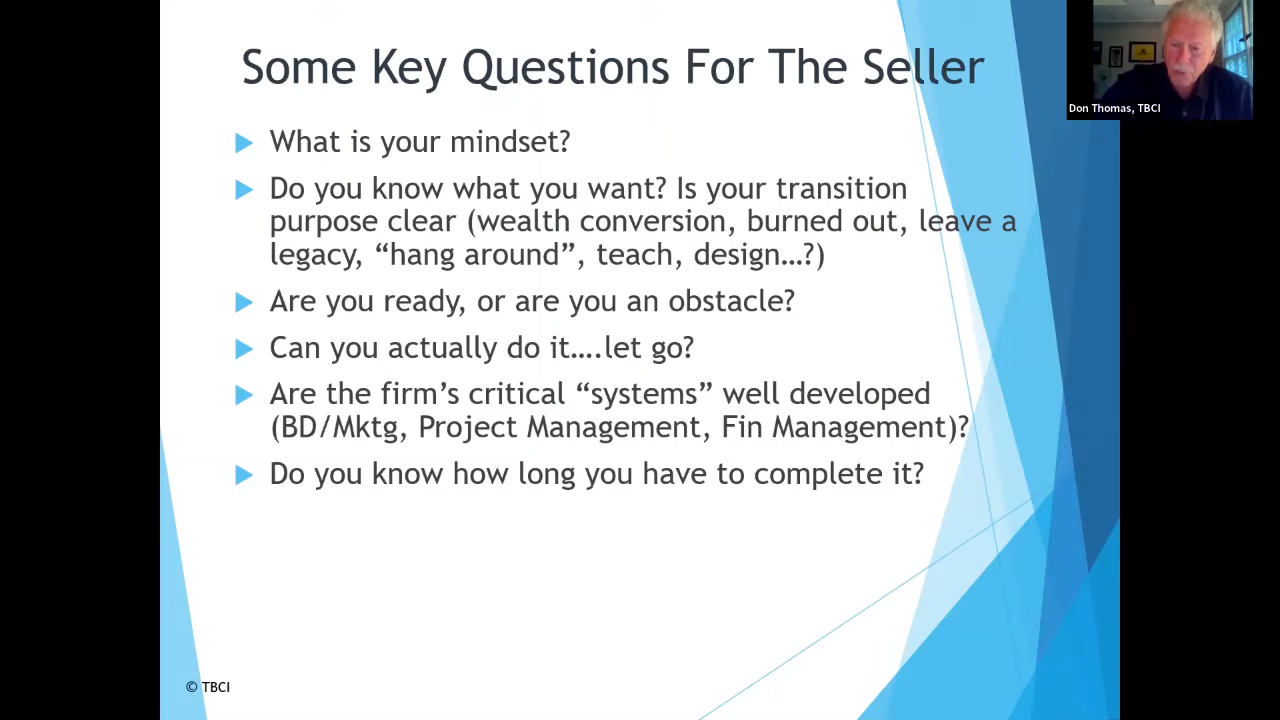 Some Key Questions For The Seller
Don Thomas, TBCI
What is your mindset?
Do you know what you want? Is your transition
purpose clear (wealth conversion, burned out, leave a
legacy, “hang around”, teach, design…?)
Are you ready, or are you an obstacle?
Can you actually do it….let go?
Are the firm’s critical “systems” well developed
(BD/Mktg, Project Management, Fin Management)?
Do you know how long you have to complete it?
© TBCI